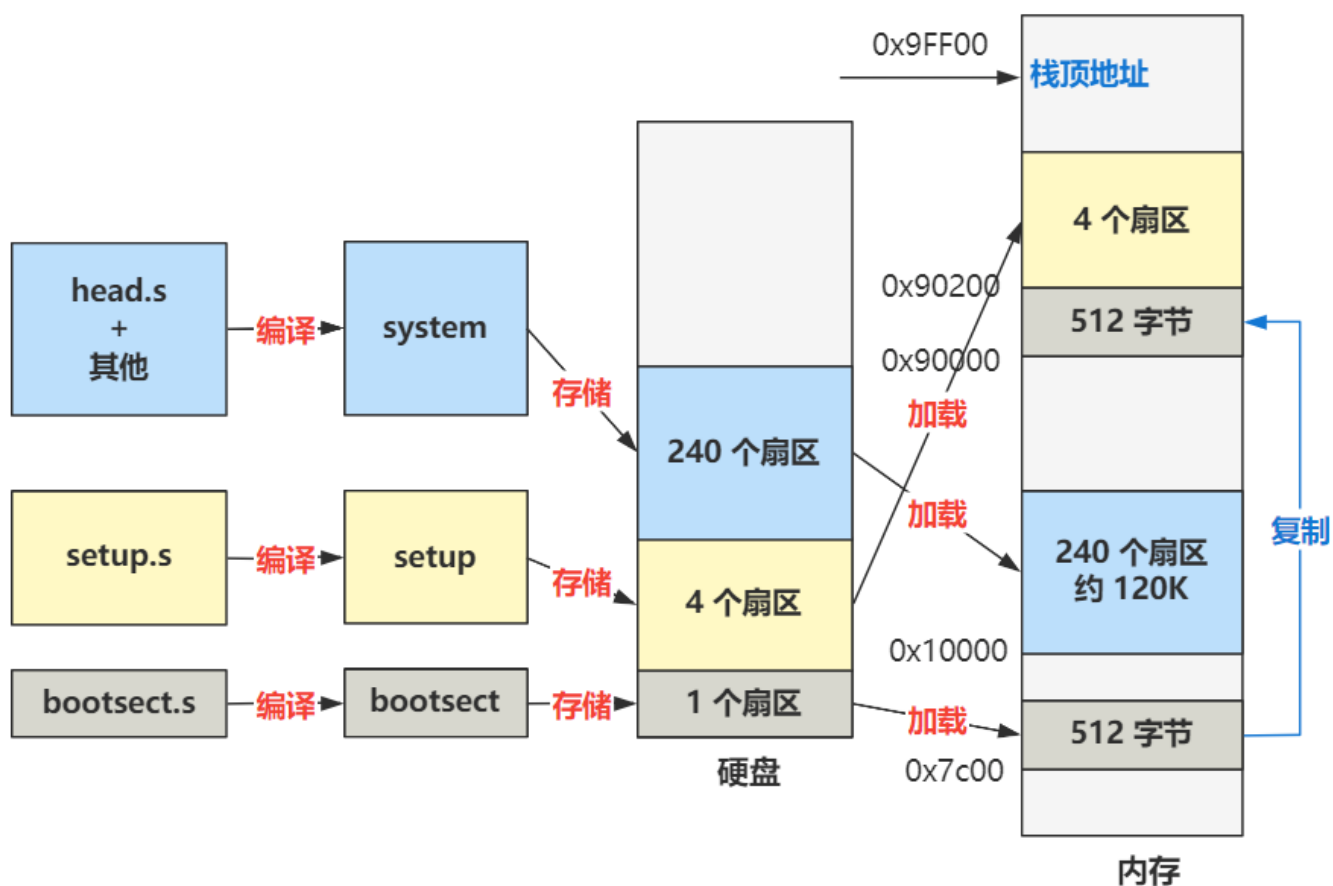 0x9FF00
栈顶地址
head.s
+
其他
编译
system
存储
240 个扇区
加载
4 个扇区
0x90200
512 字节
0x90000
加载
复制
240 个扇区
约 120K
0x10000
setup.s
编译
setup
存储
4 个扇区
bootsect.s
编译
bootsect
存储
1 个扇区
加载
512 字节
0x7c00
硬盘
内存